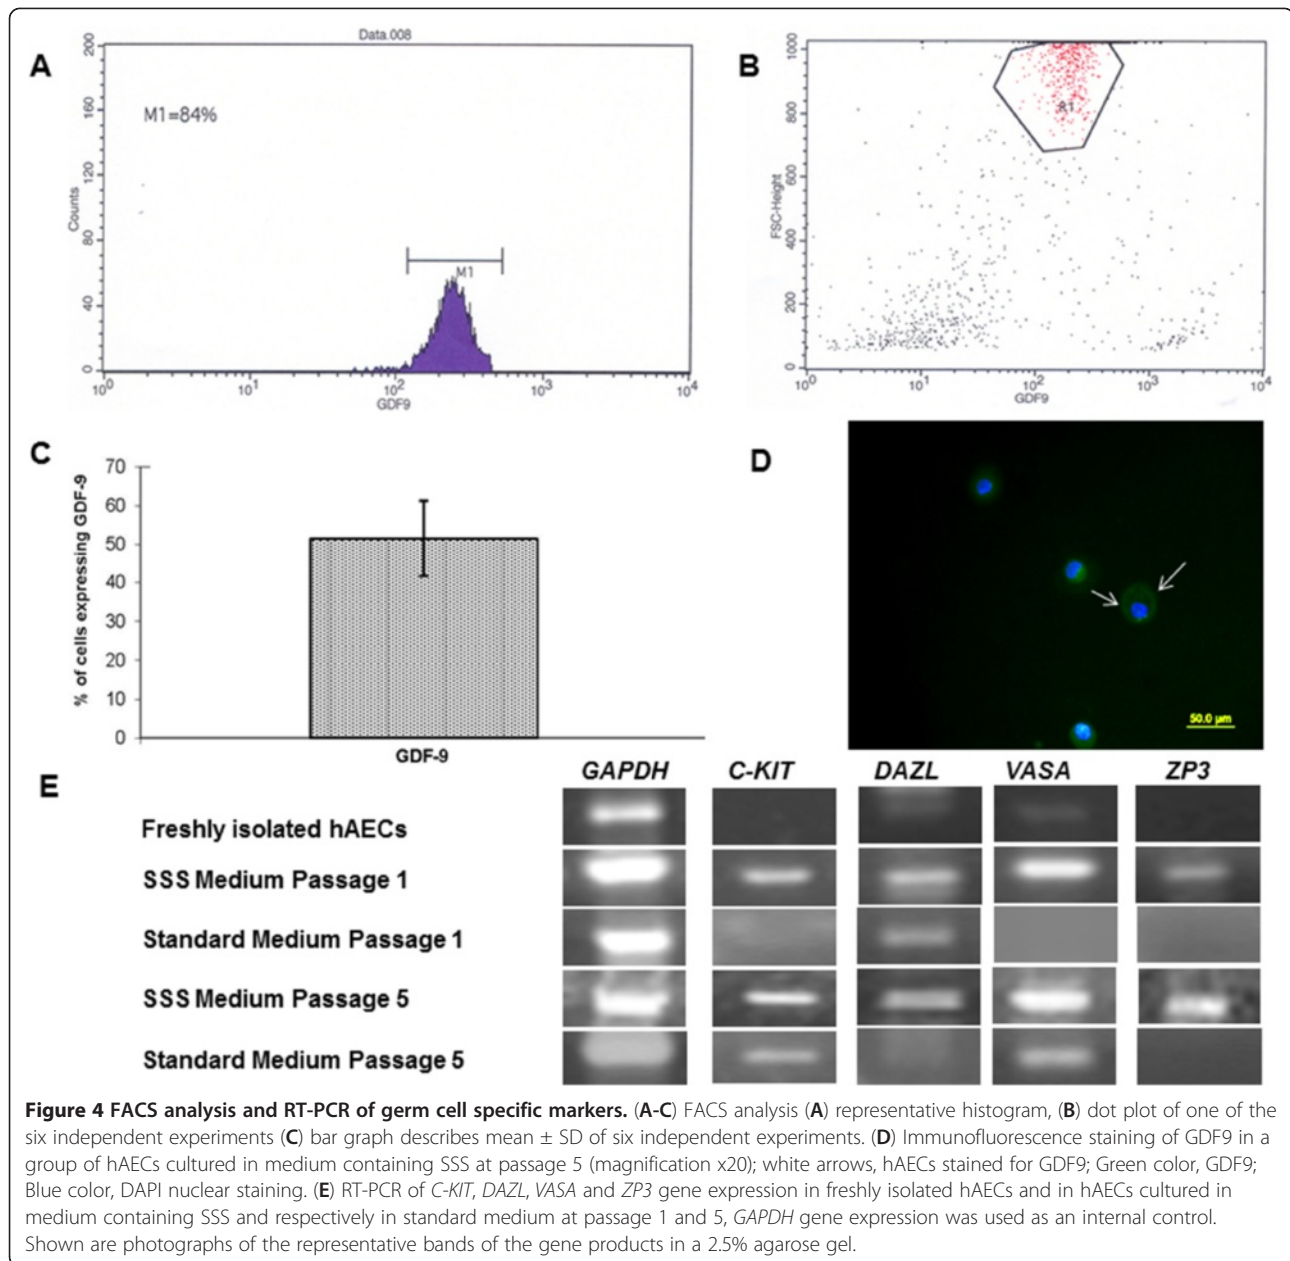 A
Data.008
M1=84%
200
160
120
80
40
0
Counts
M1
10^0 10^1 10^2 10^3 10^4
GDF9
B
1000
800
600
400
200
0
FSC-Height
R1
10^0 10^1 10^2 10^3 10^4
GDF9
C
70
60
50
40
30
20
10
0
% of cells expressing GDF-9
GDF-9
D
50.0 µm
E
GAPDH C-KIT DAZL VASA ZP3
Freshly isolated hAECs
SSS Medium Passage 1
Standard Medium Passage 1
SSS Medium Passage 5
Standard Medium Passage 5
Figure 4 FACS analysis and RT-PCR of germ cell specific markers. (A-C) FACS analysis (A) representative histogram, (B) dot plot of one of the
six independent experiments (C) bar graph describes mean ± SD of six independent experiments. (D) Immunofluorescence staining of GDF9 in a
group of hAECs cultured in medium containing SSS at passage 5 (magnification x20); white arrows, hAECs stained for GDF9; Green color, GDF9;
Blue color, DAPI nuclear staining. (E) RT-PCR of C-KIT, DAZL, VASA and ZP3 gene expression in freshly isolated hAECs and in hAECs cultured in
medium containing SSS and respectively in standard medium at passage 1 and 5, GAPDH gene expression was used as an internal control.
Shown are photographs of the representative bands of the gene products in a 2.5% agarose gel.